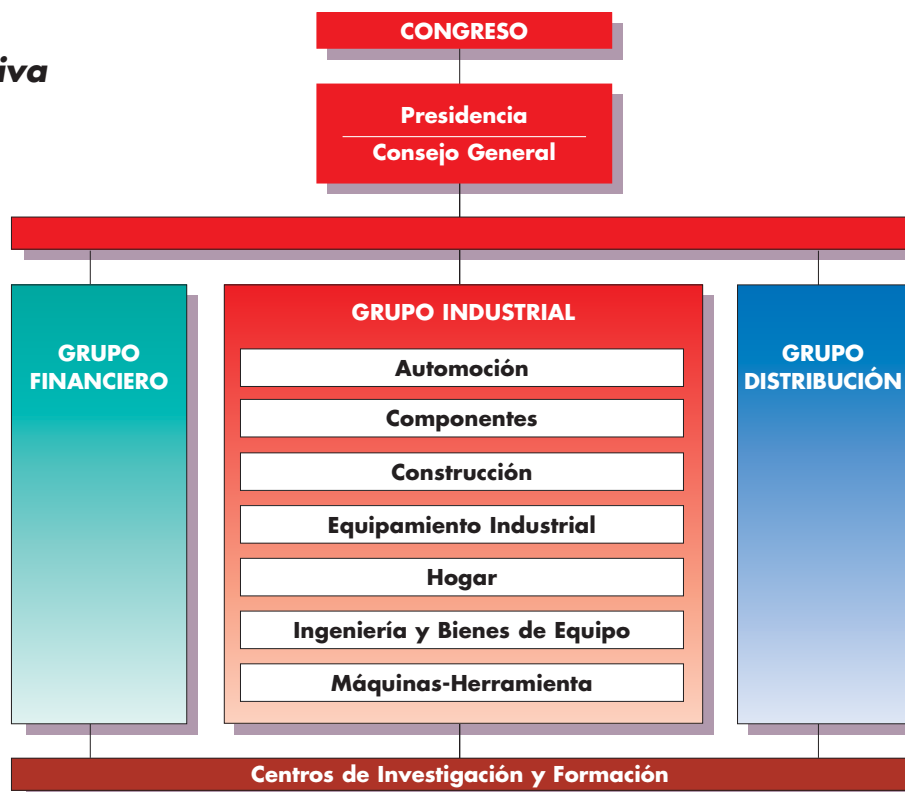 CONGRESO
iva
Presidencia
Consejo General
GRUPO
FINANCIERO
GRUPO INDUSTRIAL
Automoción
Componentes
Construcción
Equipamiento Industrial
Hogar
Ingeniería y Bienes de Equipo
Máquinas-Herramienta
GRUPO
DISTRIBUCIÓN
Centros de Investigación y Formación